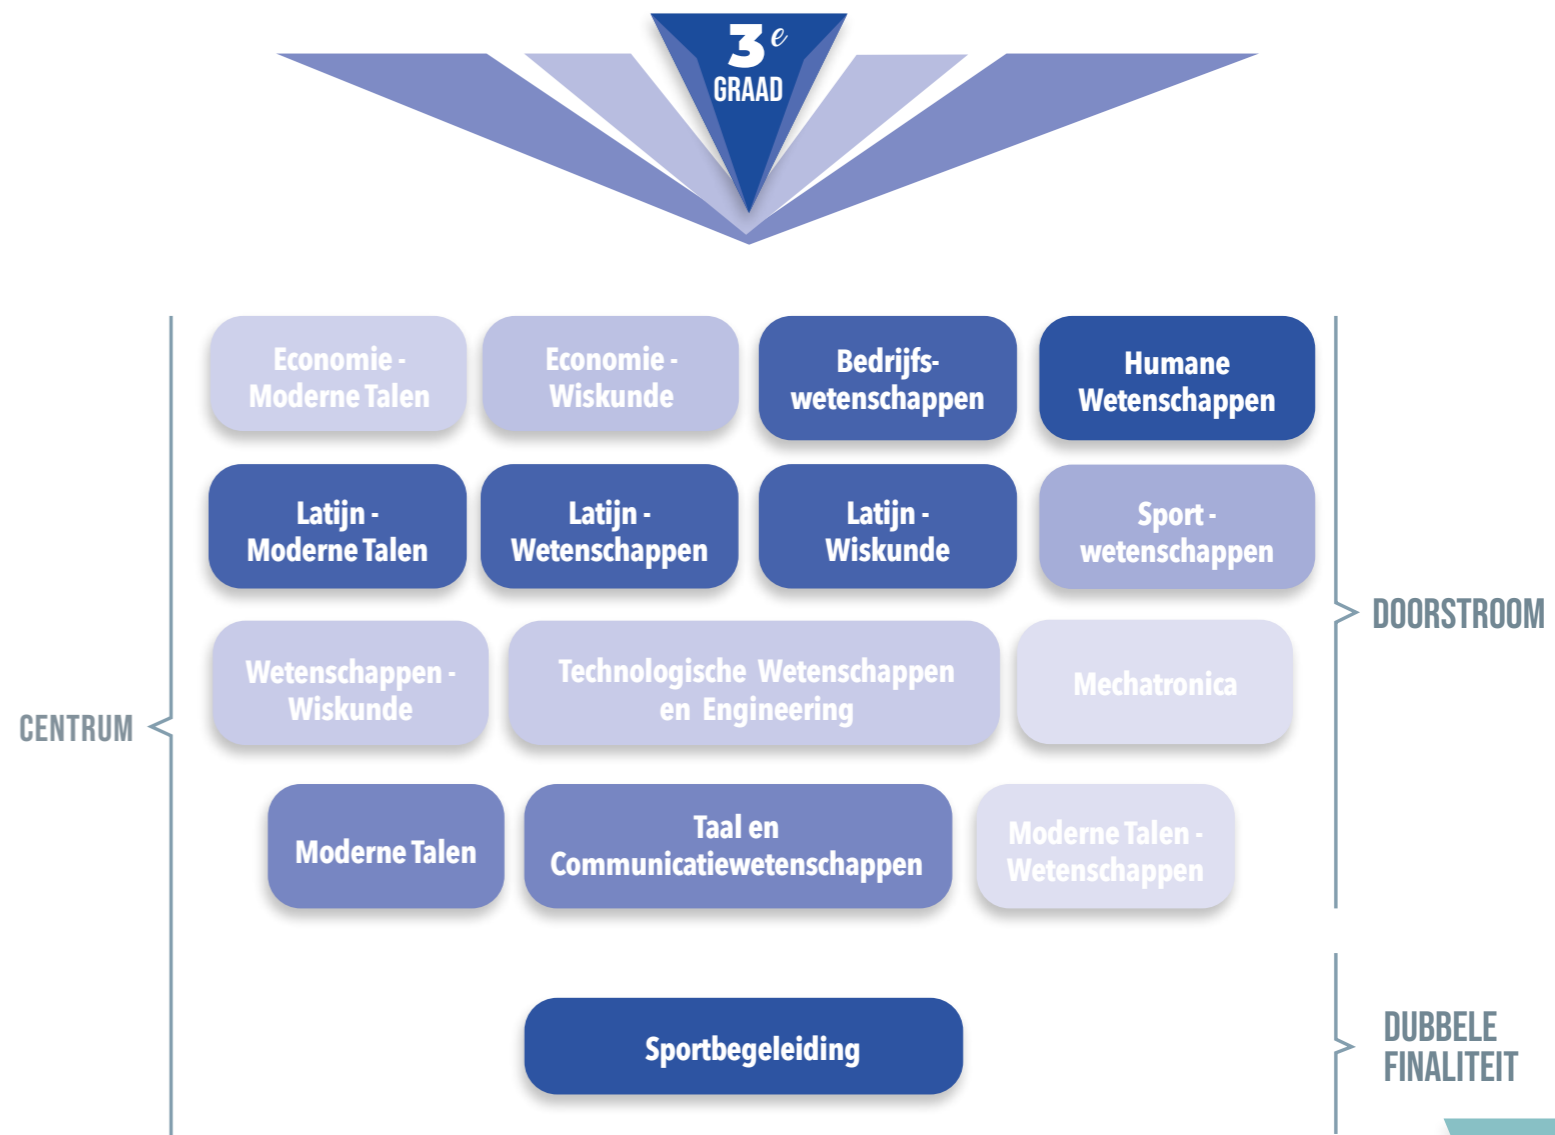 3e
GRAAD
Economie -
Moderne Talen
Economie -
Wiskunde
Bedrijfs-
wetenschappen
Humane
Wetenschappen
Latijn -
Moderne Talen
Latijn -
Wetenschappen
Latijn -
Wiskunde
Sport -
wetenschappen
DOORSTROOM
Wetenschappen -
Wiskunde
Technologische Wetenschappen
en Engineering
Mechatronica
CENTRUM
Moderne Talen
Taal en
Communicatiewetenschappen
Moderne Talen -
Wetenschappen
Sportbegeleiding
DUBBELE
FINALITEIT